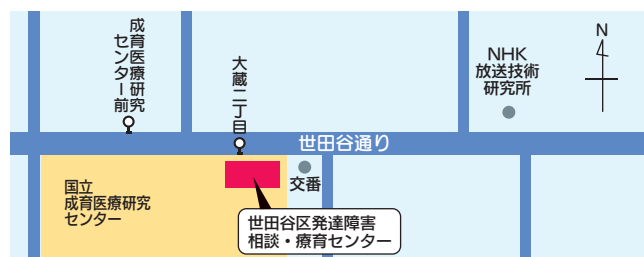 成育医療研究
センター前
大蔵二丁目
NHK
放送技術
研究所
N
世田谷通り
国立
成育医療研究
センター
交番
世田谷区発達障害
相談・療育センター